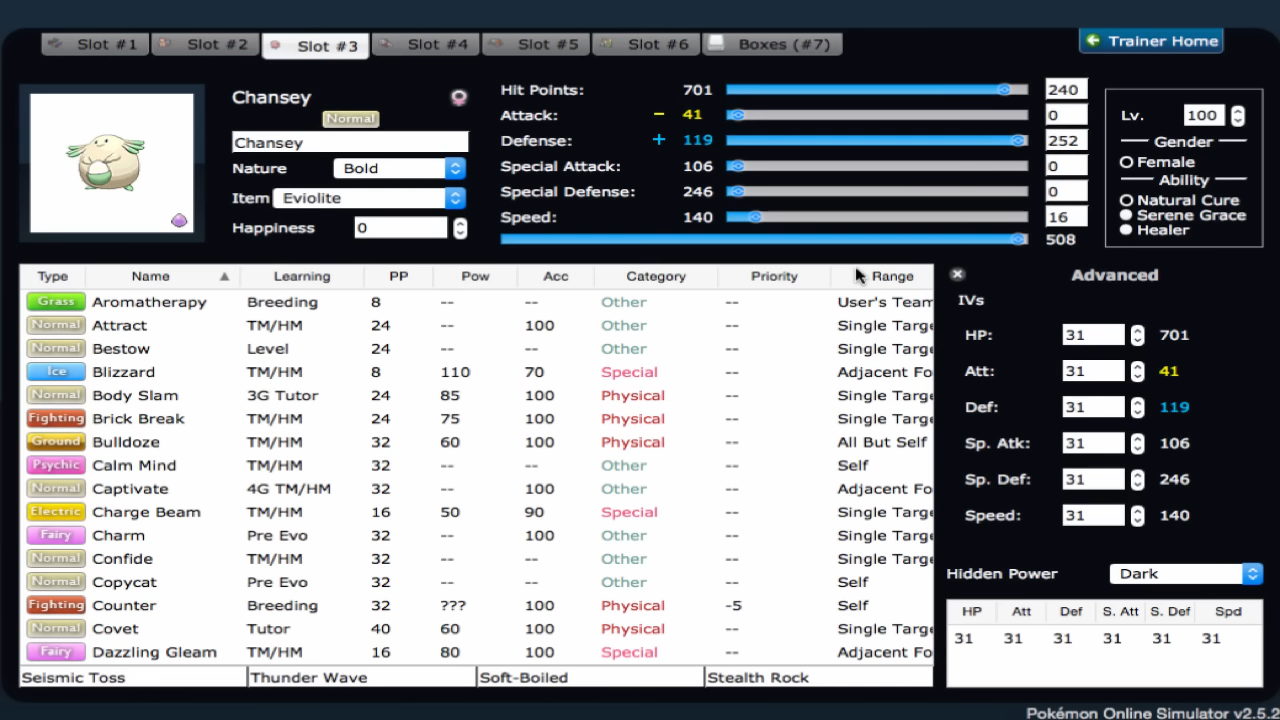 Slot #1 Slot #2 Slot #3 Slot #4 Slot #5 Slot #6 Boxes (#7) Trainer Home
Chansey
Normal
Chansey
Nature Bold
Item Eviolite
Happiness 0
Hit Points: 701 240
Attack: − 41 0
Defense: + 119 252
Special Attack: 106 0
Special Defense: 246 0
Speed: 140 16
508
Lv. 100
Gender
Female
Ability
Natural Cure
Serene Grace
Healer
Type Name Learning PP Pow Acc Category Priority Range
Grass Aromatherapy Breeding 8 -- -- Other -- User's Team
Normal Attract TM/HM 24 -- 100 Other -- Single Targe
Normal Bestow Level 24 -- -- Other -- Single Targe
Ice Blizzard TM/HM 8 110 70 Special -- Adjacent Fo
Normal Body Slam 3G Tutor 24 85 100 Physical -- Single Targe
Fighting Brick Break TM/HM 24 75 100 Physical -- Single Targe
Ground Bulldoze TM/HM 32 60 100 Physical -- All But Self
Psychic Calm Mind TM/HM 32 -- -- Other -- Self
Normal Captivate 4G TM/HM 32 -- 100 Other -- Adjacent Fo
Electric Charge Beam TM/HM 16 50 90 Special -- Single Targe
Fairy Charm Pre Evo 32 -- 100 Other -- Single Targe
Normal Confide TM/HM 32 -- -- Other -- Single Targe
Normal Copycat Pre Evo 32 -- -- Other -- Self
Fighting Counter Breeding 32 ??? 100 Physical -5 Self
Normal Covet Tutor 40 60 100 Physical -- Single Targe
Fairy Dazzling Gleam TM/HM 16 80 100 Special -- Adjacent Fo
Seismic Toss Thunder Wave Soft-Boiled Stealth Rock
Advanced
IVs
HP: 31 701
Att: 31 41
Def: 31 119
Sp. Atk: 31 106
Sp. Def: 31 246
Speed: 31 140
Hidden Power Dark
HP Att Def S. Att S. Def Spd
31 31 31 31 31 31
Pokémon Online Simulator v2.5.2